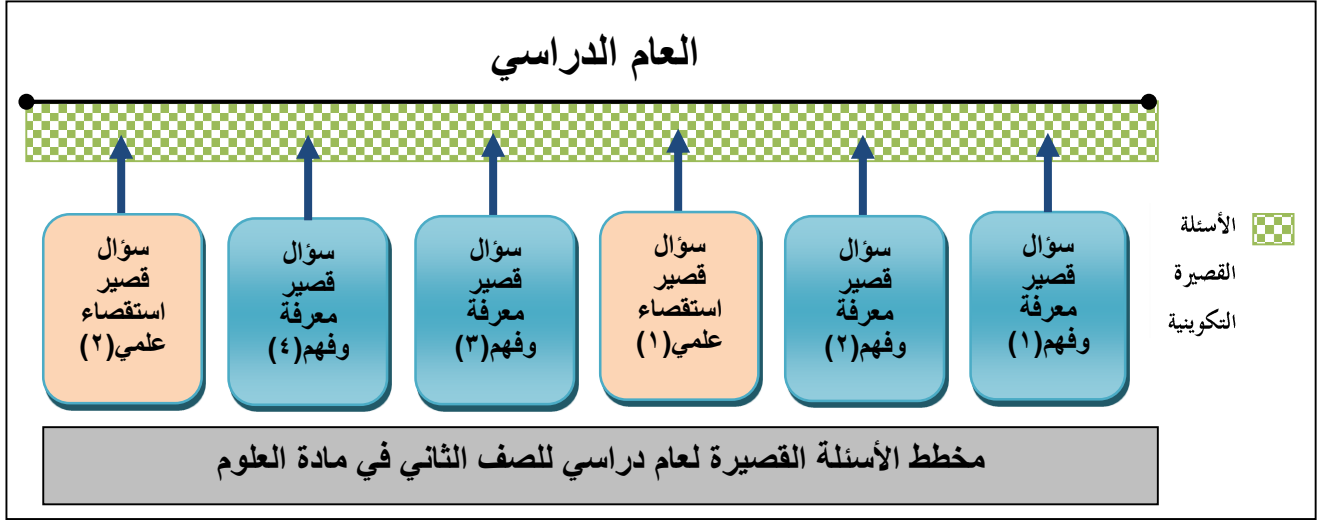 العام الدراسي
الأسئلة
القصيرة
التكوينية
سؤال
قصير
معرفة
وفهم(١)
سؤال
قصير
معرفة
وفهم(٢)
سؤال
قصير
استقصاء
علمي(١)
سؤال
قصير
معرفة
وفهم(٣)
سؤال
قصير
معرفة
وفهم(٤)
سؤال
قصير
استقصاء
علمي(٢)
مخطط الأسئلة القصيرة لعام دراسي للصف الثاني في مادة العلوم